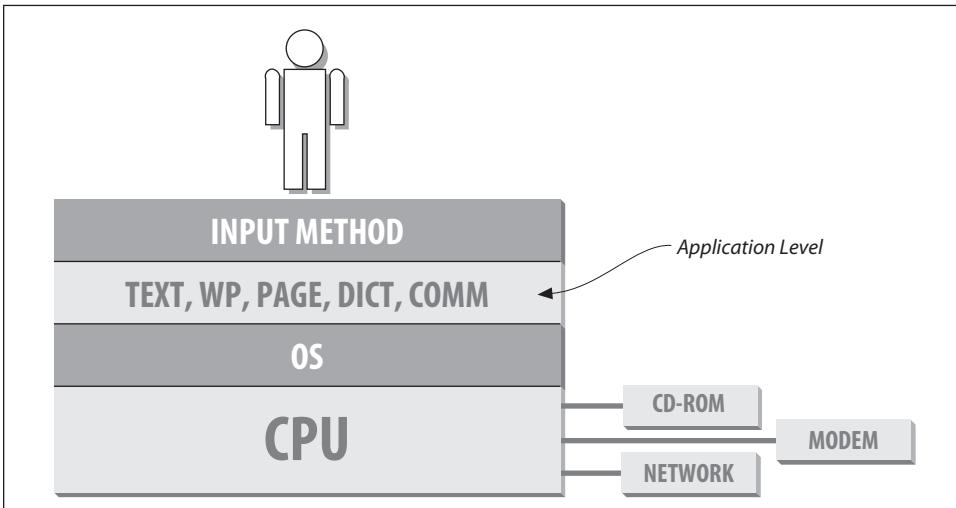 INPUT METHOD
Application Level
TEXT, WP, PAGE, DICT, COMM
OS
CPU
CD-ROM
MODEM
NETWORK